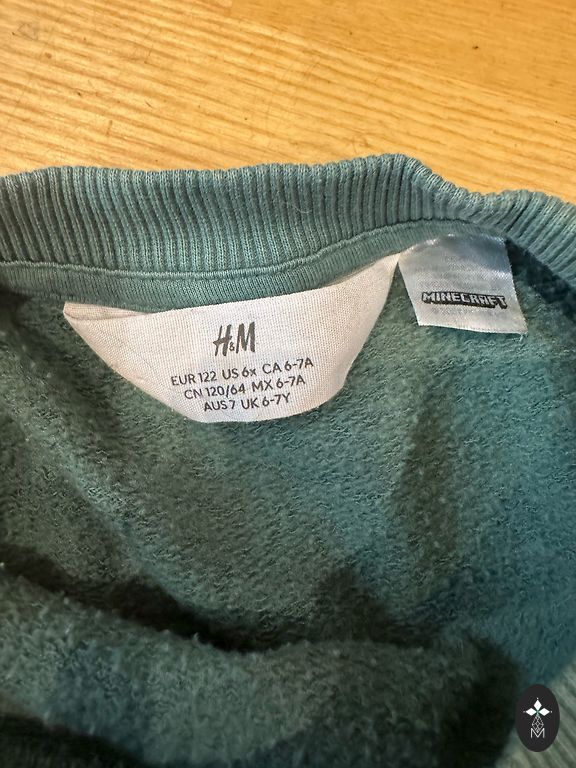 H&M
EUR 122 US 6x CA 6-7A
CN 120/64 MX 6-7A
AUS 7 UK 6-7Y
MINECRAFT
M